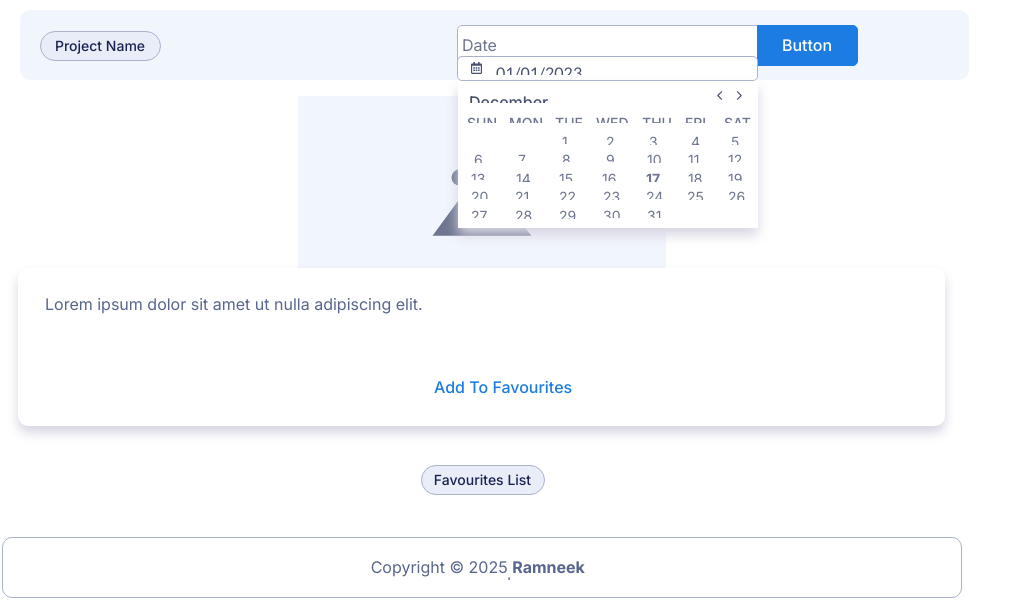 Project Name
Date
Button
01/01/2023
December
SUN MON TUE WED THU FRI SAT
1 2 3 4 5
6 7 8 9 10 11 12
13 14 15 16 17 18 19
20 21 22 23 24 25 26
27 28 29 30 31
Lorem ipsum dolor sit amet ut nulla adipiscing elit.
Add To Favourites
Favourites List
Copyright © 2025 Ramneek